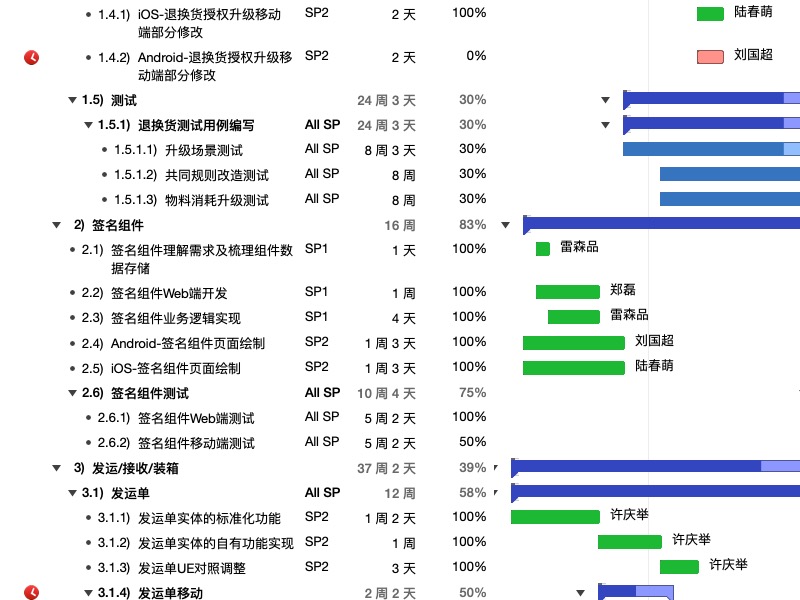 1.4.1) iOS-退换货授权升级移动 SP2 2 天 100% 陆春萌
端部分修改
1.4.2) Android-退换货授权升级移 SP2 2 天 0% 刘国超
动端部分修改
1.5) 测试 24 周 3 天 30%
1.5.1) 退换货测试用例编写 All SP 24 周 3 天 30%
1.5.1.1) 升级场景测试 All SP 8 周 3 天 30%
1.5.1.2) 共同规则改造测试 All SP 8 周 30%
1.5.1.3) 物料消耗升级测试 All SP 8 周 30%
2) 签名组件 16 周 83%
2.1) 签名组件理解需求及梳理组件数 SP1 1 天 100% 雷森品
据存储
2.2) 签名组件Web端开发 SP1 1 周 100% 郑磊
2.3) 签名组件业务逻辑实现 SP1 4 天 100% 雷森品
2.4) Android-签名组件页面绘制 SP2 1 周 3 天 100% 刘国超
2.5) iOS-签名组件页面绘制 SP2 1 周 3 天 100% 陆春萌
2.6) 签名组件测试 All SP 10 周 4 天 75%
2.6.1) 签名组件Web端测试 All SP 5 周 2 天 100%
2.6.2) 签名组件移动端测试 All SP 5 周 2 天 50%
3) 发运/接收/装箱 37 周 2 天 39%
3.1) 发运单 All SP 12 周 58%
3.1.1) 发运单实体的标准化功能 SP2 1 周 2 天 100% 许庆举
3.1.2) 发运单实体的自有功能实现 SP2 1 周 100% 许庆举
3.1.3) 发运单UE对照调整 SP2 3 天 100% 许庆举
3.1.4) 发运单移动 2 周 2 天 50%